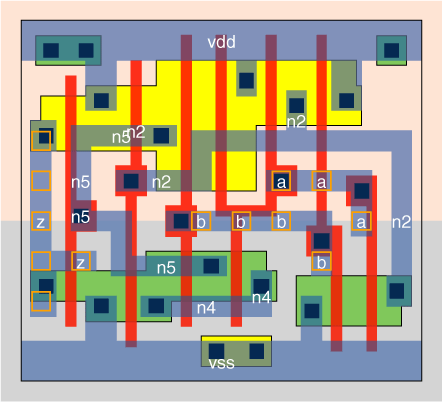 vdd
n2
n5 n2
n5 n2 a a
n5 z b b b a n2
z b
n5
n4 n4
vss